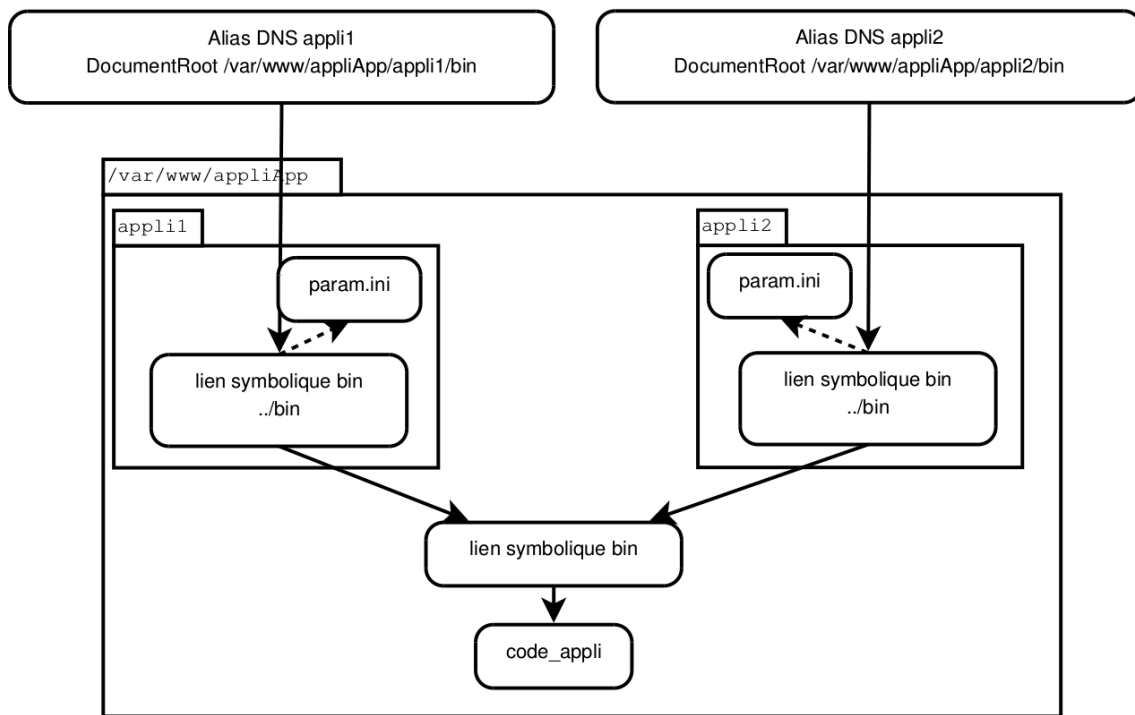 Alias DNS appli1
DocumentRoot /var/www/appliApp/appli1/bin
Alias DNS appli2
DocumentRoot /var/www/appliApp/appli2/bin
/var/www/appliApp
appli1
param.ini
lien symbolique bin
../bin
appli2
param.ini
lien symbolique bin
../bin
lien symbolique bin
code_appli